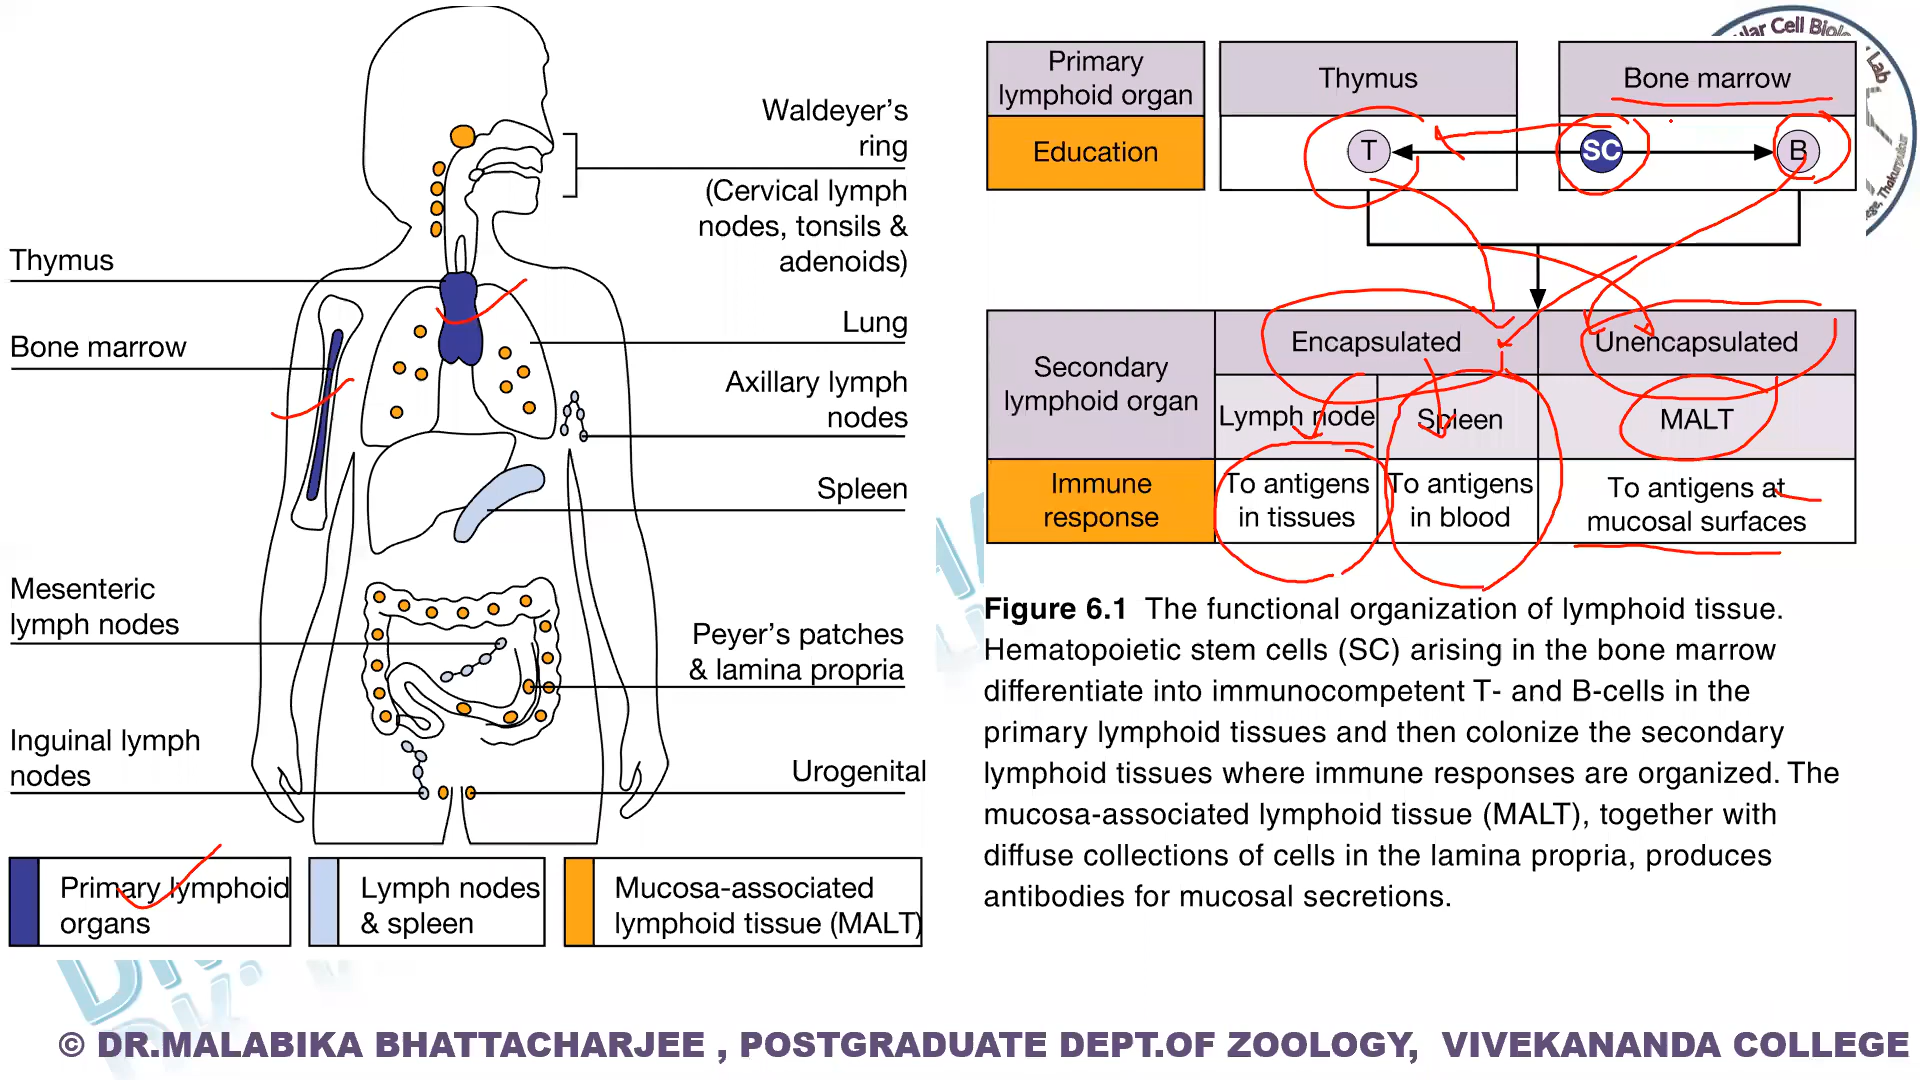 Waldeyer's
ring
(Cervical lymph
nodes, tonsils &
adenoids)
Thymus
Lung
Bone marrow
Axillary lymph
nodes
Spleen
Mesenteric
lymph nodes
Peyer's patches
& lamina propria
Inguinal lymph
nodes
Urogenital
Primary lymphoid
organs
Lymph nodes
& spleen
Mucosa-associated
lymphoid tissue (MALT)
Primary
lymphoid organ
Thymus
Bone marrow
Education
T
SC
B
Secondary
lymphoid organ
Encapsulated
Unencapsulated
Lymph node
Spleen
MALT
Immune
response
To antigens
in tissues
To antigens
in blood
To antigens at
mucosal surfaces
Figure 6.1 The functional organization of lymphoid tissue.
Hematopoietic stem cells (SC) arising in the bone marrow
differentiate into immunocompetent T- and B-cells in the
primary lymphoid tissues and then colonize the secondary
lymphoid tissues where immune responses are organized. The
mucosa-associated lymphoid tissue (MALT), together with
diffuse collections of cells in the lamina propria, produces
antibodies for mucosal secretions.
© DR.MALABIKA BHATTACHARJEE , POSTGRADUATE DEPT.OF ZOOLOGY, VIVEKANANDA COLLEGE